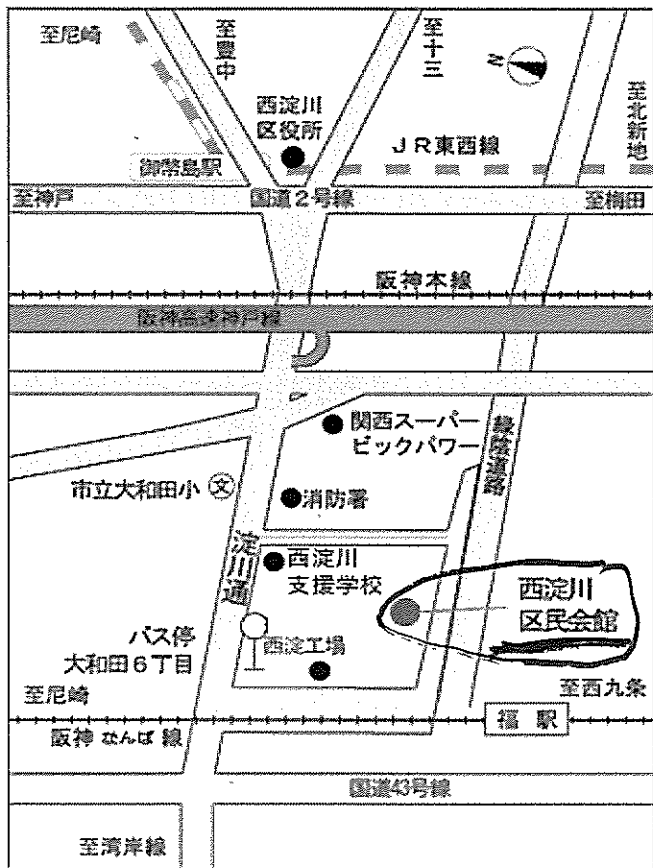 至尼崎
至豊中
至十三
N
至北新地
西淀川
区役所
JR東西線
御幣島駅
至神戸
国道2号線
至梅田
阪神本線
阪神高速神戸線
関西スーパー
ビックパワー
緑陰道路
市立大和田小
文
消防署
淀川通
西淀川
支援学校
西淀川
区民会館
バス停
大和田6丁目
西淀工場
至尼崎
至西九条
阪神なんば線
福駅
国道43号線
至湾岸線